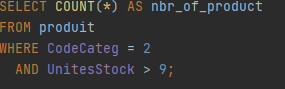 SELECT COUNT(*) AS nbr_of_product
FROM produit
WHERE CodeCateg = 2
  AND UnitesStock > 9;